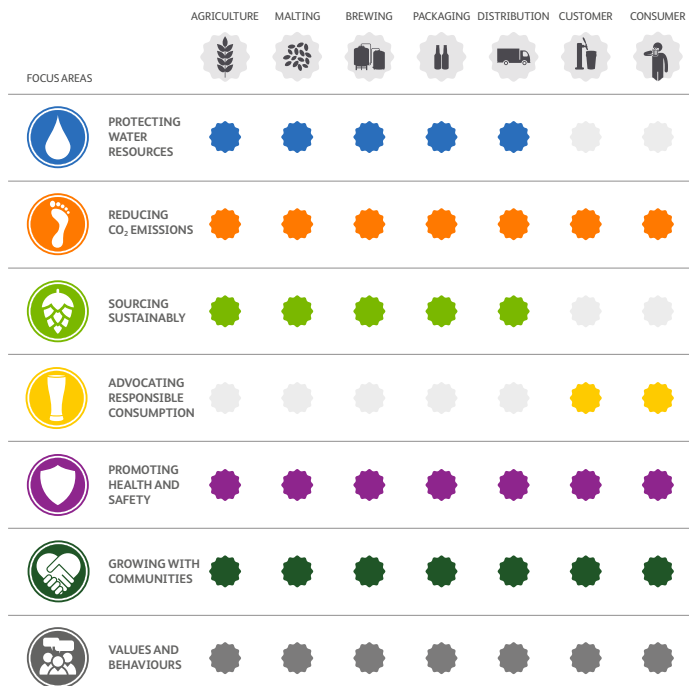 AGRICULTURE MALTING BREWING PACKAGING DISTRIBUTION CUSTOMER CONSUMER
FOCUS AREAS
PROTECTING
WATER
RESOURCES
REDUCING
CO₂ EMISSIONS
SOURCING
SUSTAINABLY
ADVOCATING
RESPONSIBLE
CONSUMPTION
PROMOTING
HEALTH AND
SAFETY
GROWING WITH
COMMUNITIES
VALUES AND
BEHAVIOURS